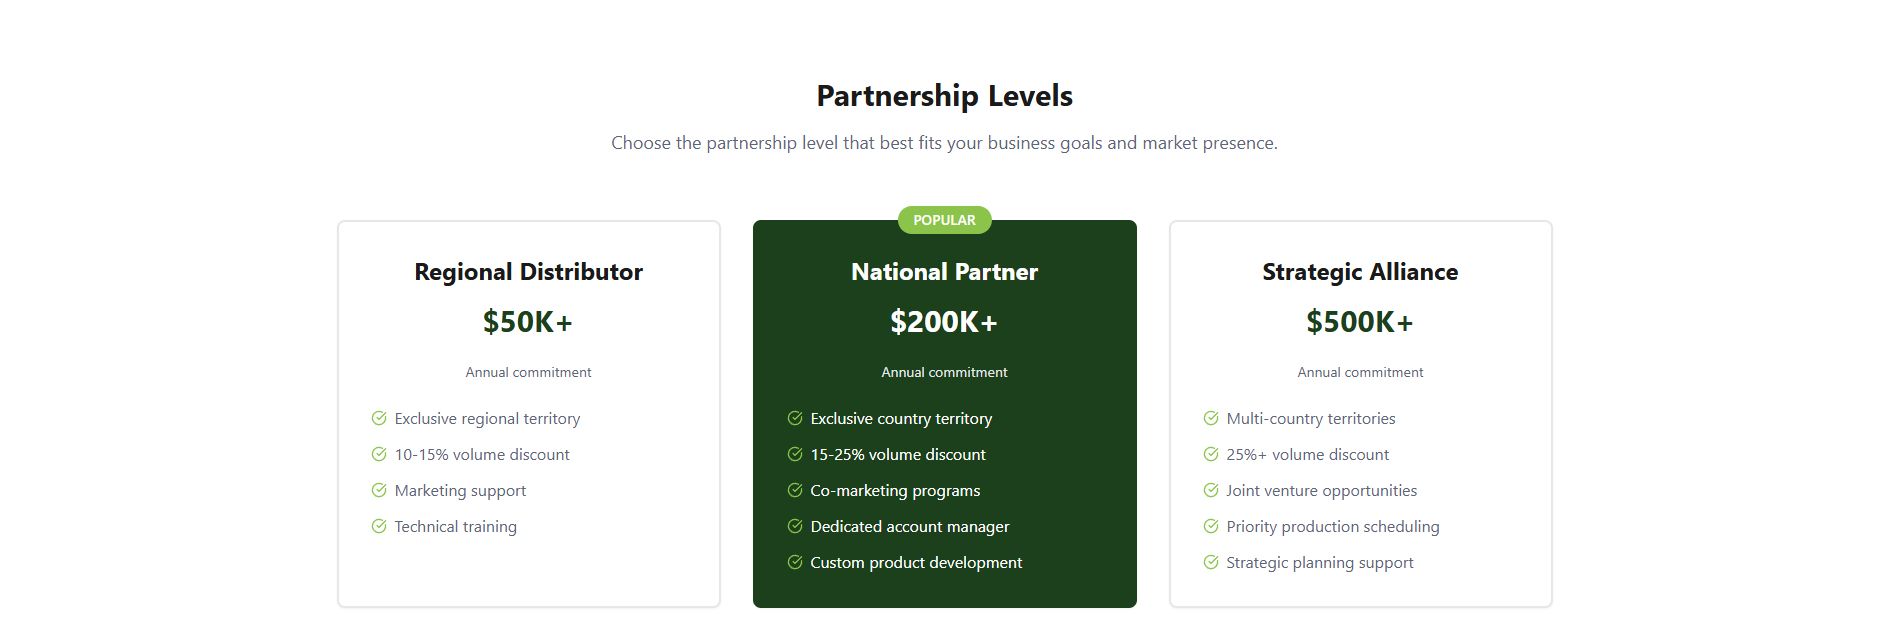 Partnership Levels
Choose the partnership level that best fits your business goals and market presence.
Regional Distributor
$50K+
Annual commitment
Exclusive regional territory
10-15% volume discount
Marketing support
Technical training
POPULAR
National Partner
$200K+
Annual commitment
Exclusive country territory
15-25% volume discount
Co-marketing programs
Dedicated account manager
Custom product development
Strategic Alliance
$500K+
Annual commitment
Multi-country territories
25%+ volume discount
Joint venture opportunities
Priority production scheduling
Strategic planning support